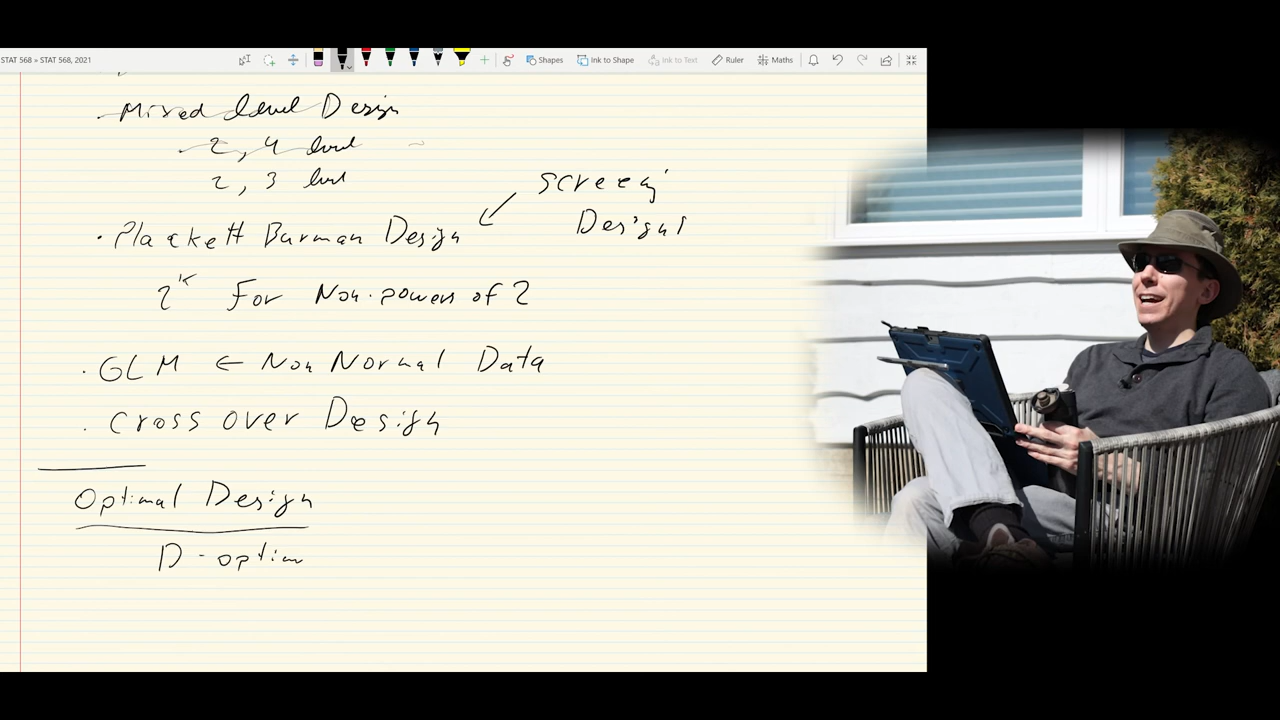 STAT 568 » STAT 568, 2021
Shapes
Ink to Shape
Ink to Text
Ruler
Maths
. Mixed level Design
2, 4 level
2, 3 level
Screenig
Designs
. Plackett Burman Design
2^k For Non-powers of 2
. GLM ← Non Normal Data
. Cross over Design
Optimal Design
D-optim